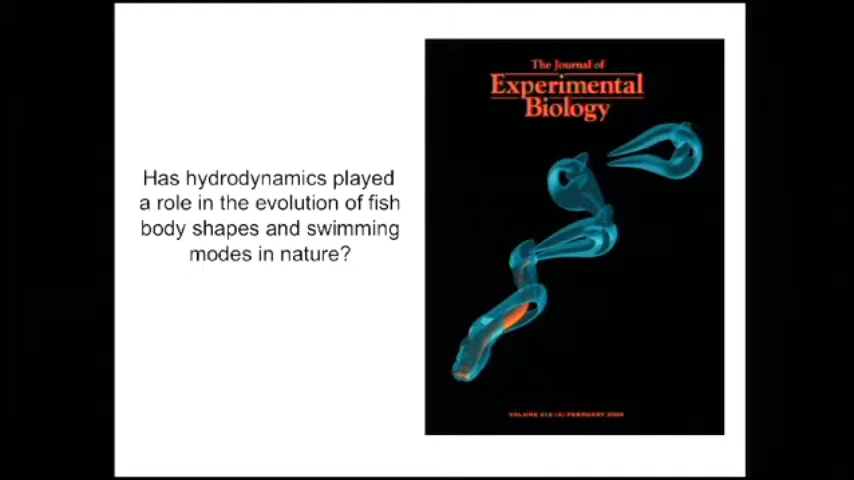 Has hydrodynamics played
a role in the evolution of fish
body shapes and swimming
modes in nature?
The Journal of
Experimental
Biology
FEBRUARY